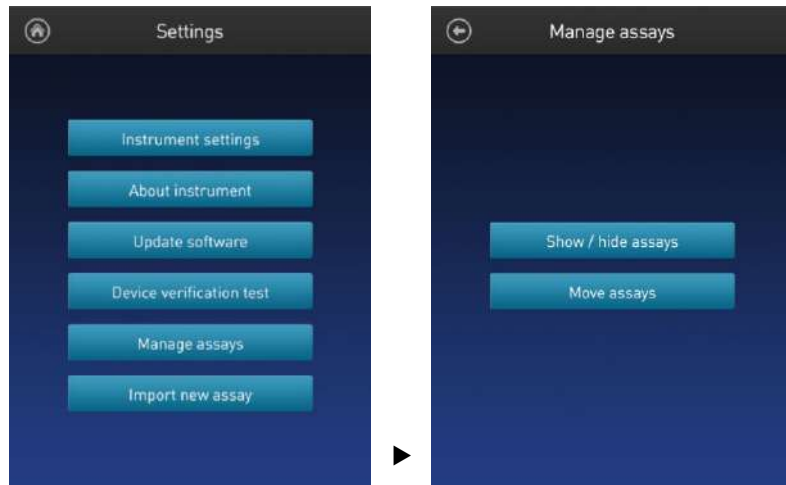 Settings
Instrument settings
About instrument
Update software
Device verification test
Manage assays
Import new assay
Manage assays
Show / hide assays
Move assays